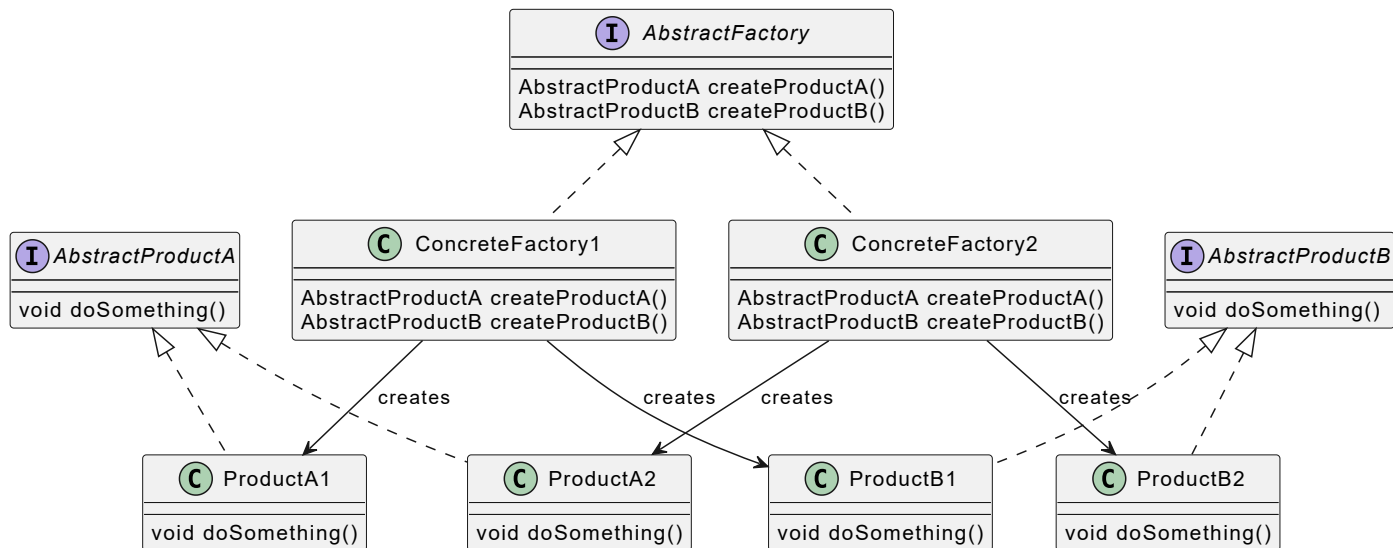 I AbstractFactory
AbstractProductA createProductA()
AbstractProductB createProductB()
I AbstractProductA
void doSomething()
C ConcreteFactory1
AbstractProductA createProductA()
AbstractProductB createProductB()
C ConcreteFactory2
AbstractProductA createProductA()
AbstractProductB createProductB()
I AbstractProductB
void doSomething()
creates
creates
creates
creates
C ProductA1
void doSomething()
C ProductA2
void doSomething()
C ProductB1
void doSomething()
C ProductB2
void doSomething()